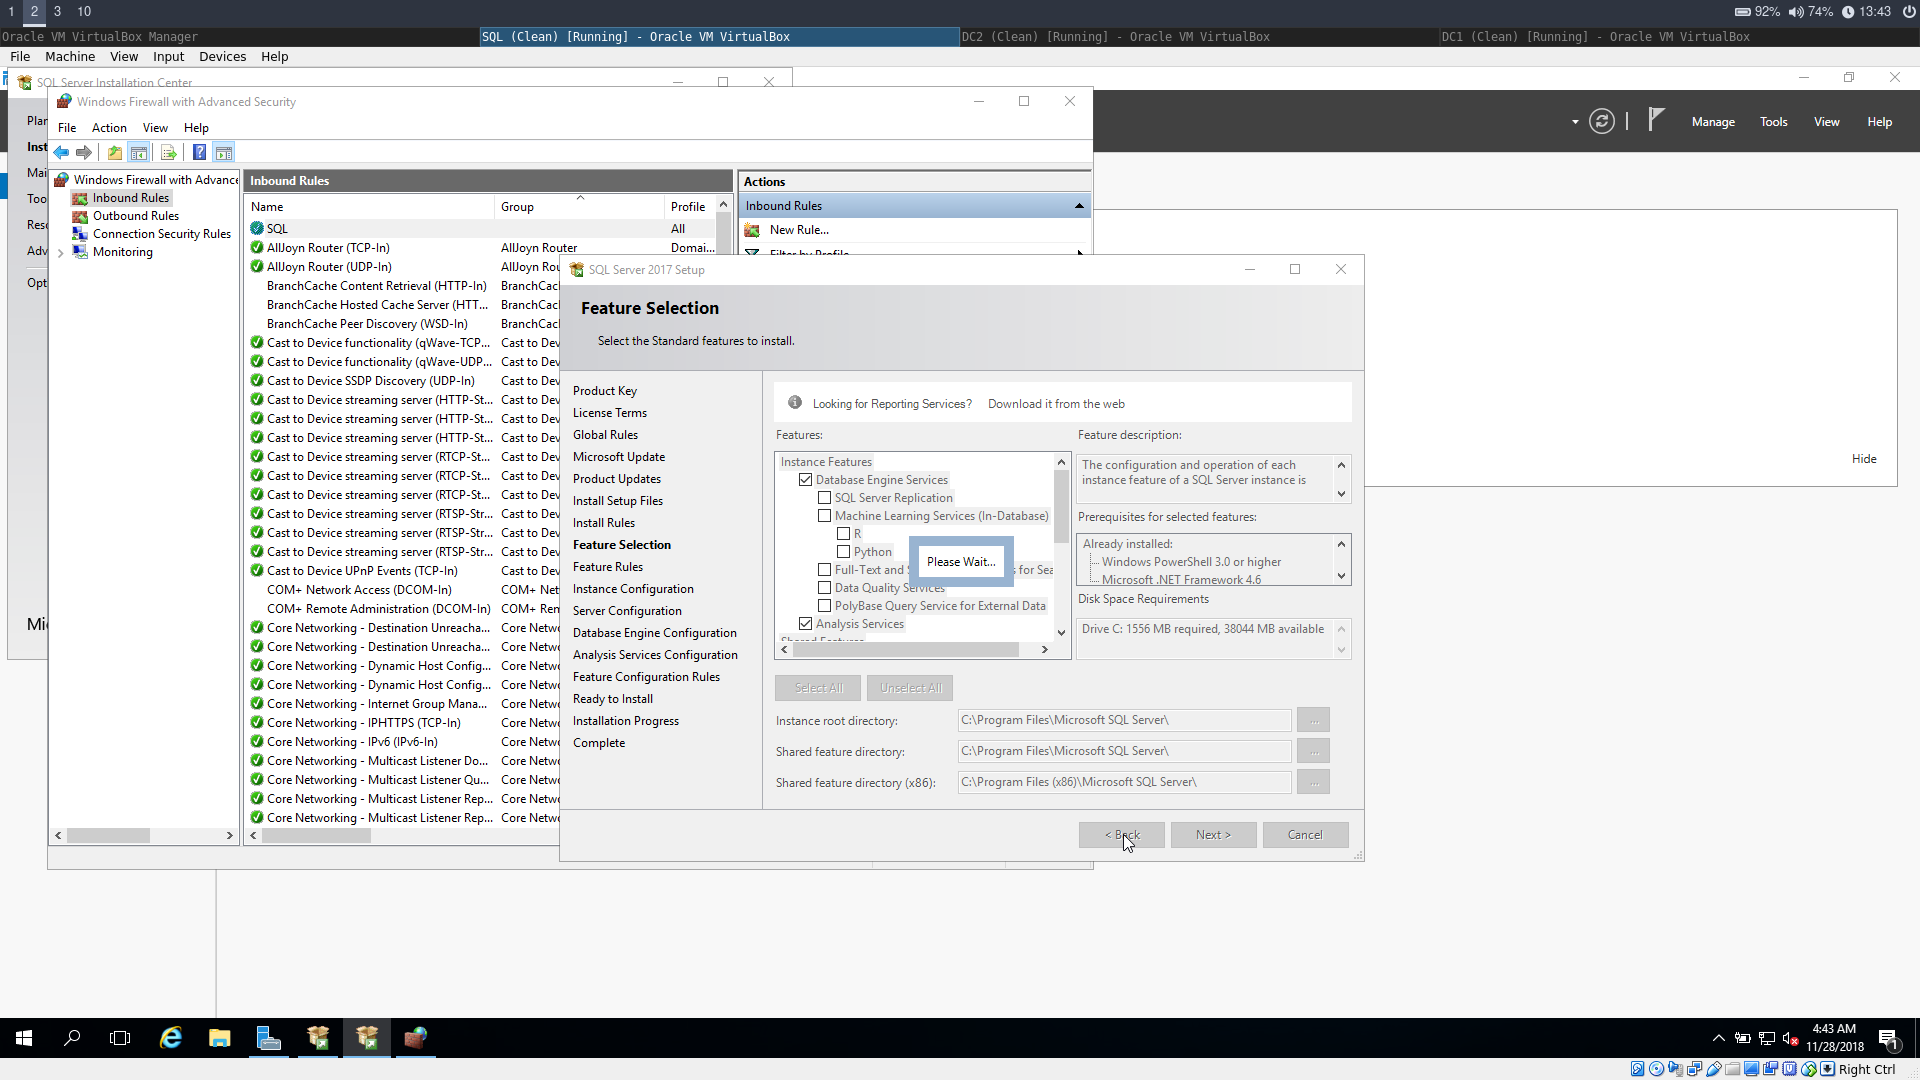 1 2 3 10
92% 74% 13:43
Oracle VM VirtualBox Manager
SQL (Clean) [Running] - Oracle VM VirtualBox
DC2 (Clean) [Running] - Oracle VM VirtualBox
DC1 (Clean) [Running] - Oracle VM VirtualBox
File Machine View Input Devices Help
SQL Server Installation Center
Windows Firewall with Advanced Security
File Action View Help
Manage Tools View Help
Plan
Inst
Mai
Too
Reso
Adv
Opt
Mi
Windows Firewall with Advance
Inbound Rules
Outbound Rules
Connection Security Rules
Monitoring
Inbound Rules
Name Group Profile
SQL All
AllJoyn Router (TCP-In) AllJoyn Router Domai...
AllJoyn Router (UDP-In) AllJoyn Rou
BranchCache Content Retrieval (HTTP-In) BranchCac
BranchCache Hosted Cache Server (HTT... BranchCac
BranchCache Peer Discovery (WSD-In) BranchCac
Cast to Device functionality (qWave-TCP... Cast to Dev
Cast to Device functionality (qWave-UDP... Cast to Dev
Cast to Device SSDP Discovery (UDP-In) Cast to Dev
Cast to Device streaming server (HTTP-St... Cast to Dev
Cast to Device streaming server (HTTP-St... Cast to Dev
Cast to Device streaming server (HTTP-St... Cast to Dev
Cast to Device streaming server (RTCP-St... Cast to Dev
Cast to Device streaming server (RTCP-St... Cast to Dev
Cast to Device streaming server (RTCP-St... Cast to Dev
Cast to Device streaming server (RTSP-Str... Cast to Dev
Cast to Device streaming server (RTSP-Str... Cast to Dev
Cast to Device streaming server (RTSP-Str... Cast to Dev
Cast to Device UPnP Events (TCP-In) Cast to Dev
COM+ Network Access (DCOM-In) COM+ Net
COM+ Remote Administration (DCOM-In) COM+ Rem
Core Networking - Destination Unreacha... Core Netwo
Core Networking - Destination Unreacha... Core Netwo
Core Networking - Dynamic Host Config... Core Netwo
Core Networking - Dynamic Host Config... Core Netwo
Core Networking - Internet Group Mana... Core Netwo
Core Networking - IPHTTPS (TCP-In) Core Netwo
Core Networking - IPv6 (IPv6-In) Core Netwo
Core Networking - Multicast Listener Do... Core Netwo
Core Networking - Multicast Listener Qu... Core Netwo
Core Networking - Multicast Listener Rep... Core Netwo
Core Networking - Multicast Listener Rep... Core Netwo
Actions
Inbound Rules
New Rule...
Filter by Profile
Hide
SQL Server 2017 Setup
Feature Selection
Select the Standard features to install.
Product Key
License Terms
Global Rules
Microsoft Update
Product Updates
Install Setup Files
Install Rules
Feature Selection
Feature Rules
Instance Configuration
Server Configuration
Database Engine Configuration
Analysis Services Configuration
Feature Configuration Rules
Ready to Install
Installation Progress
Complete
Looking for Reporting Services? Download it from the web
Features:
Instance Features
Database Engine Services
SQL Server Replication
Machine Learning Services (In-Database)
R
Python
Full-Text and S for Sea
Data Quality Services
PolyBase Query Service for External Data
Analysis Services
Shared Features
Please Wait...
Feature description:
The configuration and operation of each
instance feature of a SQL Server instance is
Prerequisites for selected features:
Already installed:
Windows PowerShell 3.0 or higher
Microsoft .NET Framework 4.6
Disk Space Requirements
Drive C: 1556 MB required, 38044 MB available
Select All Unselect All
Instance root directory: C:\Program Files\Microsoft SQL Server\ ...
Shared feature directory: C:\Program Files\Microsoft SQL Server\ ...
Shared feature directory (x86): C:\Program Files (x86)\Microsoft SQL Server\ ...
< Back Next > Cancel
4:43 AM
11/28/2018
1
Right Ctrl